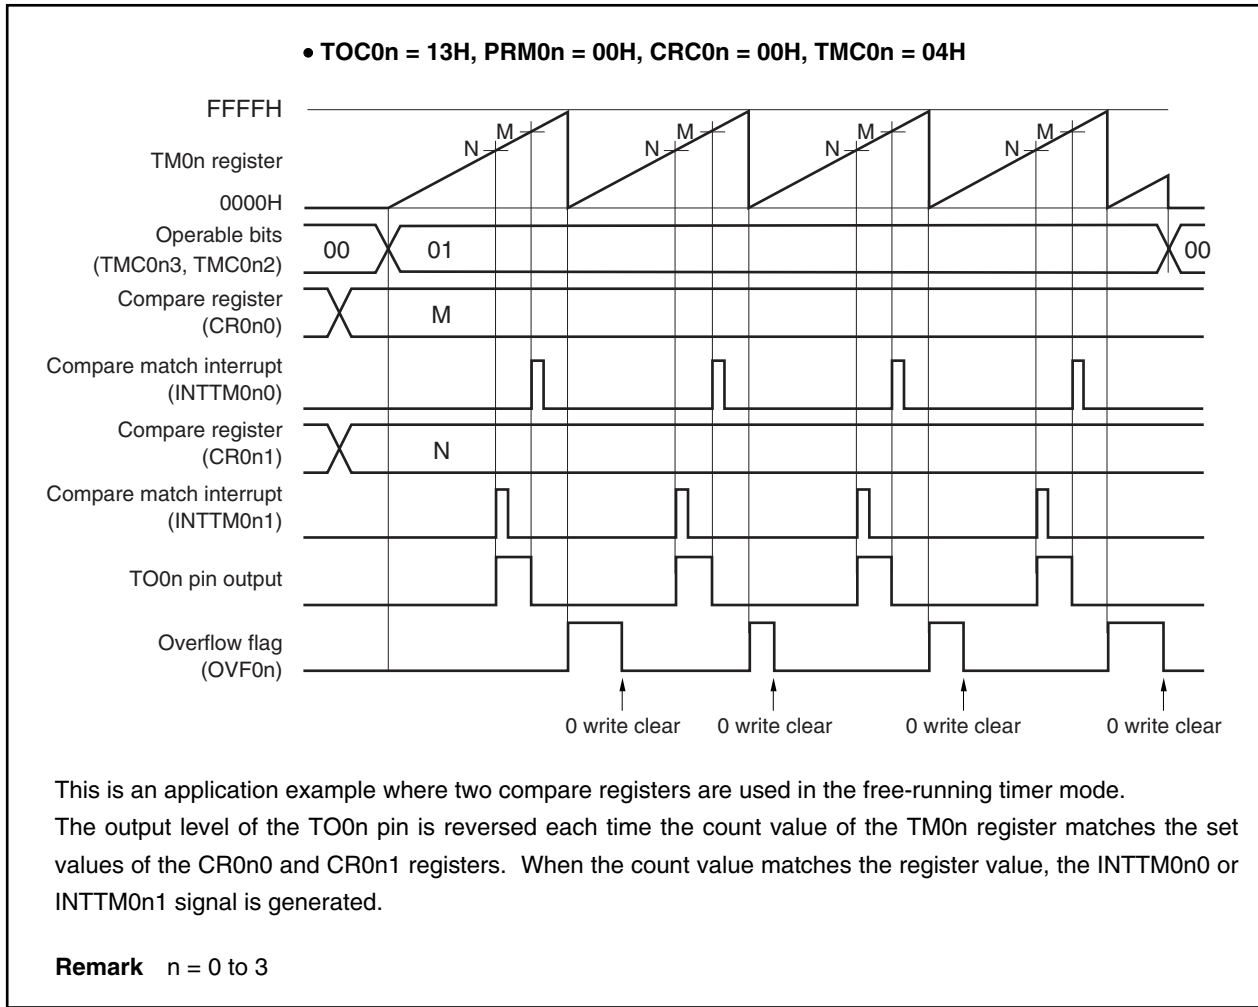 • TOC0n = 13H, PRM0n = 00H, CRC0n = 00H, TMC0n = 04H
FFFFH
TM0n register
0000H
M
N
M
N
M
N
M
N
Operable bits
(TMC0n3, TMC0n2)
00
01
00
Compare register
(CR0n0)
M
Compare match interrupt
(INTTM0n0)
Compare register
(CR0n1)
N
Compare match interrupt
(INTTM0n1)
TO0n pin output
Overflow flag
(OVF0n)
0 write clear
0 write clear
0 write clear
0 write clear
This is an application example where two compare registers are used in the free-running timer mode.
The output level of the TO0n pin is reversed each time the count value of the TM0n register matches the set
values of the CR0n0 and CR0n1 registers. When the count value matches the register value, the INTTM0n0 or
INTTM0n1 signal is generated.
Remark n = 0 to 3